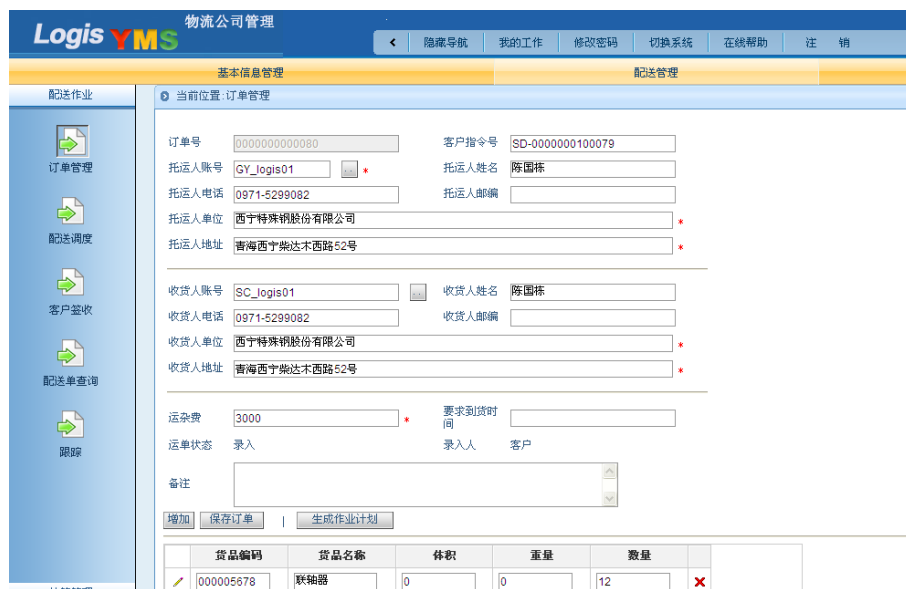 物流公司管理
Logis YMS
隐藏导航 我的工作 修改密码 切换系统 在线帮助 注 销
基本信息管理 配送管理
配送作业
当前位置:订单管理
订单管理
配送调度
客户签收
配送单查询
跟踪
订单号 0000000000080 客户指令号 SD-0000000100079
托运人账号 GY_logis01 .. * 托运人姓名 陈国栋
托运人电话 0971-5299082 托运人邮编
托运人单位 西宁特殊钢股份有限公司 *
托运人地址 青海西宁柴达木西路52号 *
收货人账号 SC_logis01 .. 收货人姓名 陈国栋
收货人电话 0971-5299082 收货人邮编
收货人单位 西宁特殊钢股份有限公司 *
收货人地址 青海西宁柴达木西路52号 *
运杂费 3000 * 要求到货时
间
运单状态 录入 录入人 客户
备注
增加 保存订单 | 生成作业计划
货品编码 货品名称 体积 重量 数量
000005678 联轴器 0 0 12